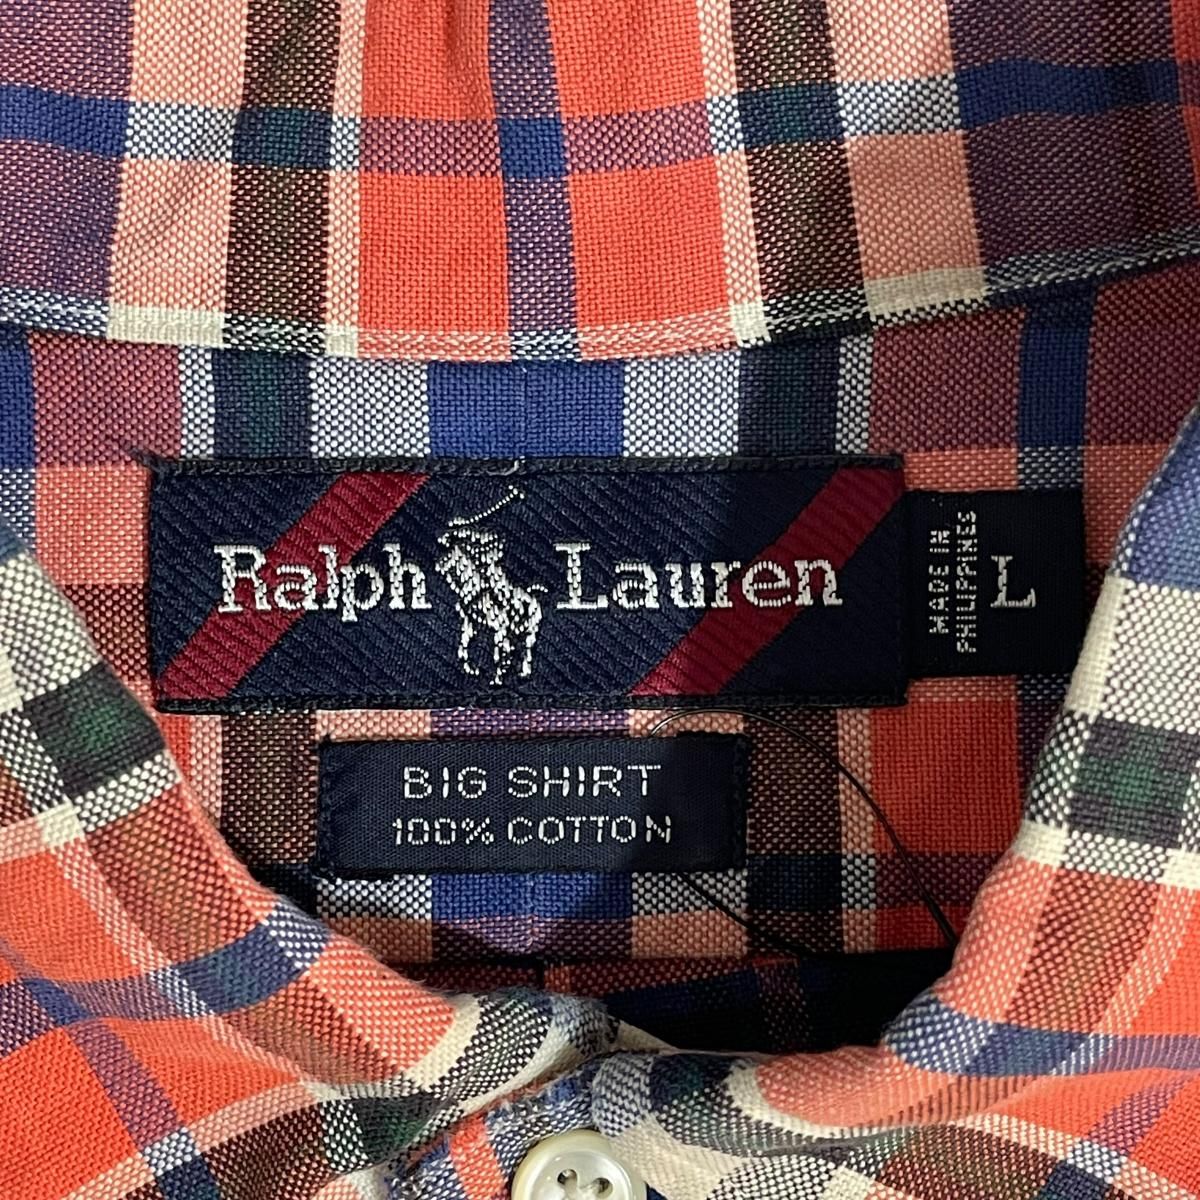 Ralph Lauren
MADE IN
PHILIPPINES
L
BIG SHIRT
100% COTTON